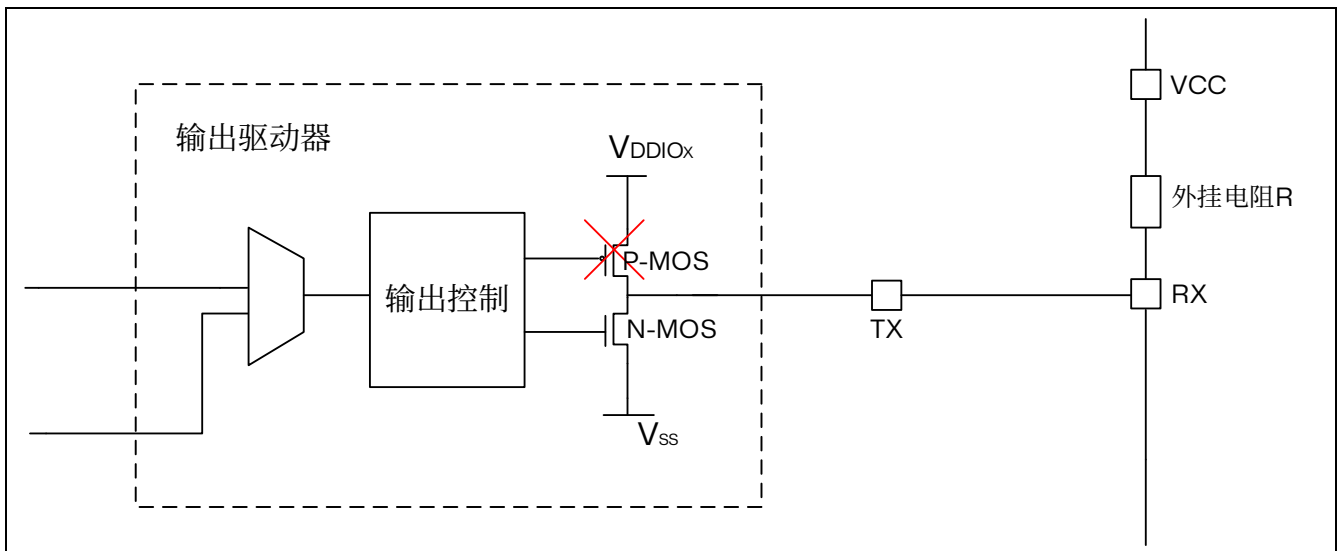 VCC
输出驱动器
VDDIOx
外挂电阻R
P-MOS
输出控制
RX
N-MOS
TX
Vss